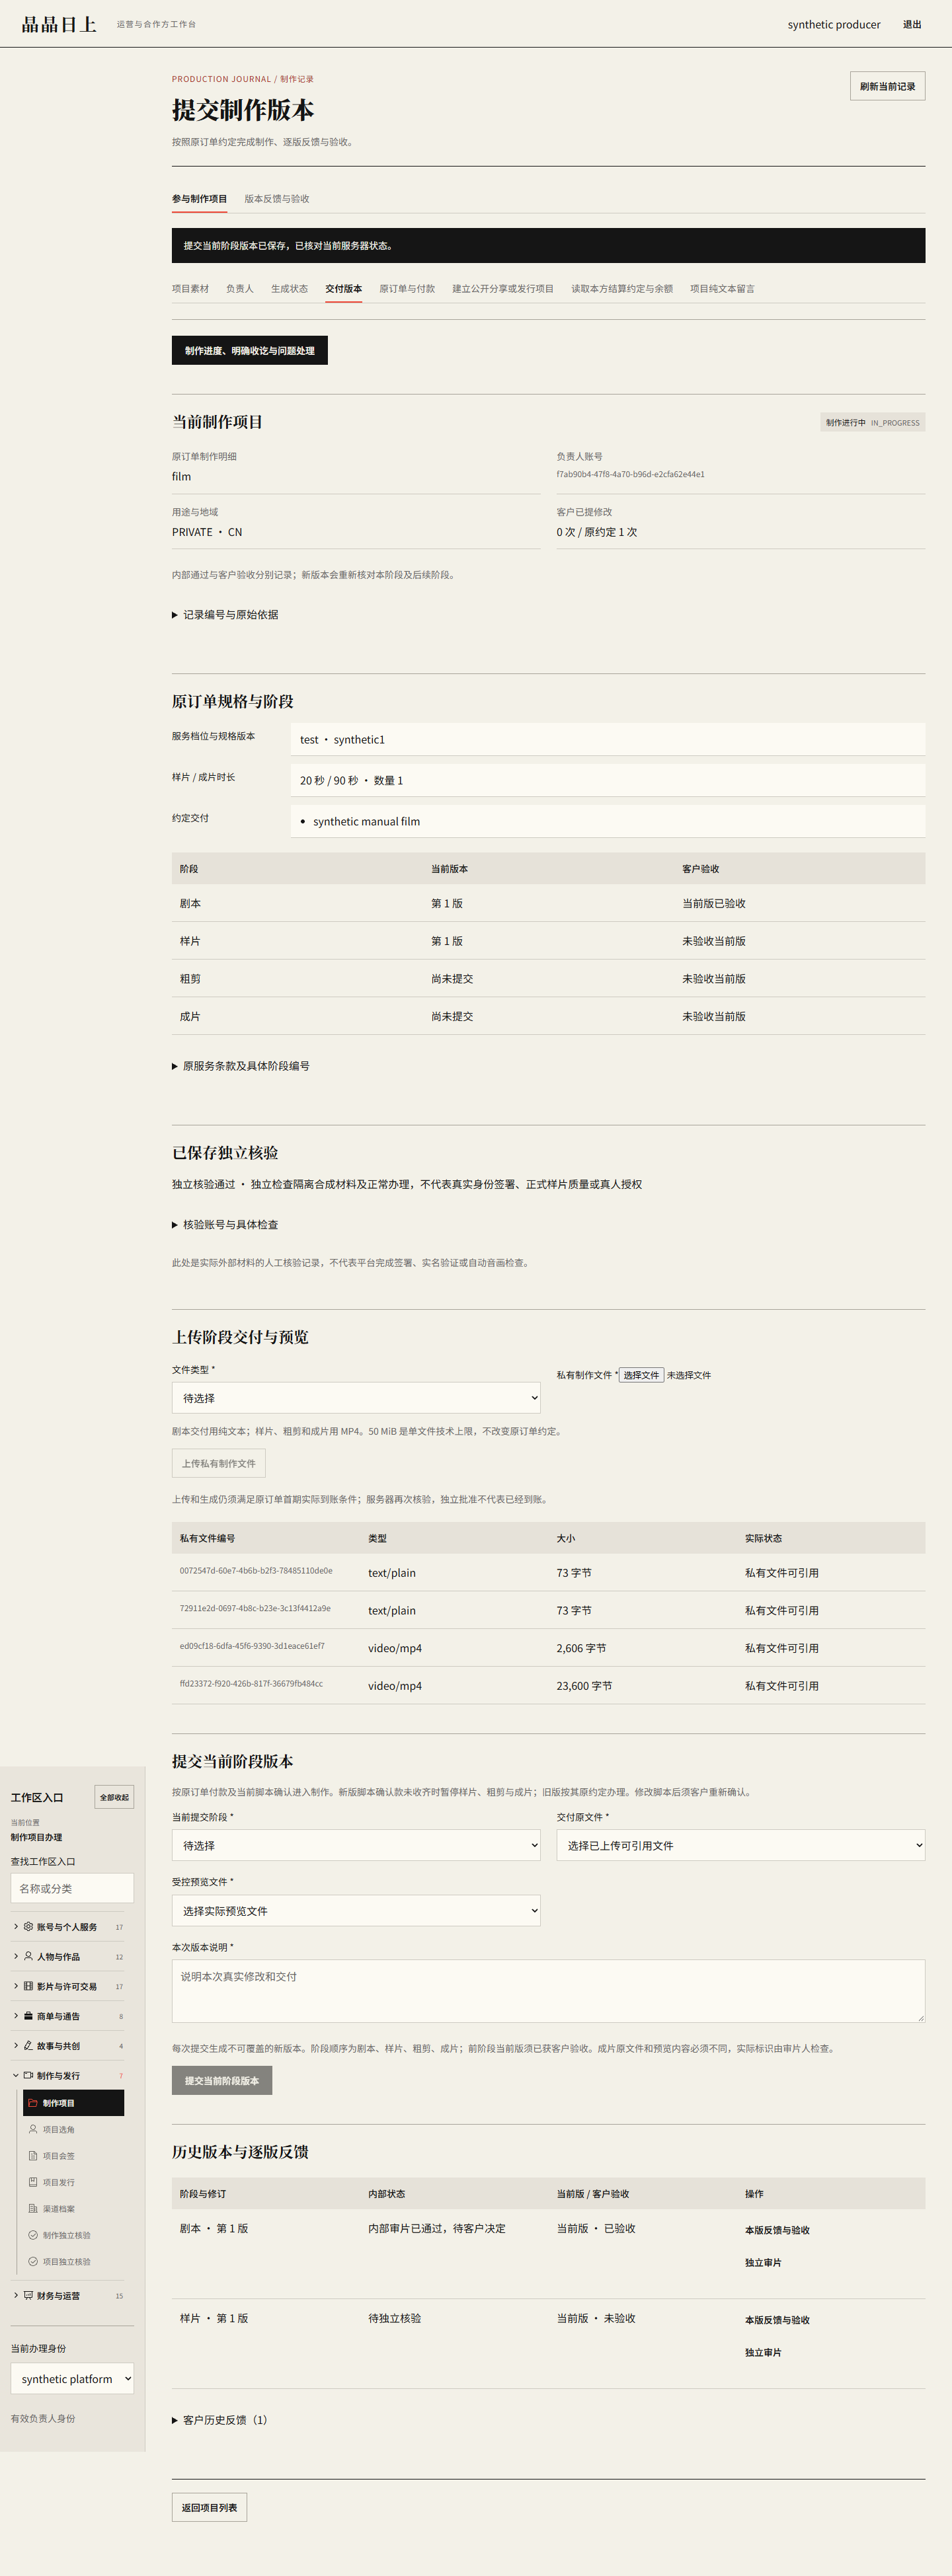 晶晶日上
运营与合作方工作台
synthetic producer
退出
PRODUCTION JOURNAL / 制作记录
提交制作版本
刷新当前记录
按照原订单约定完成制作、逐版反馈与验收。
参与制作项目 版本反馈与验收
提交当前阶段版本已保存，已核对当前服务器状态。
项目素材 负责人 生成状态 交付版本 原订单与付款 建立公开分享或发行项目 读取本方结算约定与余额 项目纯文本留言
制作进度、明确收讫与问题处理
当前制作项目
制作进行中 IN_PROGRESS
原订单制作明细
film
负责人账号
f7ab90b4-47f8-4a70-b96d-e2cfa62e44e1
用途与地域
PRIVATE · CN
客户已提修改
0 次 / 原约定 1 次
内部通过与客户验收分别记录；新版本会重新核对本阶段及后续阶段。
▶ 记录编号与原始依据
原订单规格与阶段
服务档位与规格版本 test · synthetic1
样片 / 成片时长 20 秒 / 90 秒 · 数量 1
约定交付 • synthetic manual film
阶段 当前版本 客户验收
剧本 第 1 版 当前版已验收
样片 第 1 版 未验收当前版
粗剪 尚未提交 未验收当前版
成片 尚未提交 未验收当前版
▶ 原服务条款及具体阶段编号
已保存独立核验
独立核验通过 · 独立检查隔离合成材料及正常办理，不代表真实身份签署、正式样片质量或真人授权
▶ 核验账号与具体检查
此处是实际外部材料的人工核验记录，不代表平台完成签署、实名验证或自动音画检查。
上传阶段交付与预览
文件类型 *
待选择
私有制作文件 * 选择文件 未选择文件
剧本交付用纯文本；样片、粗剪和成片用 MP4。50 MiB 是单文件技术上限，不改变原订单约定。
上传私有制作文件
上传和生成仍须满足原订单首期实际到账条件；服务器再次核验，独立批准不代表已经到账。
私有文件编号 类型 大小 实际状态
0072547d-60e7-4b6b-b2f3-78485110de0e text/plain 73 字节 私有文件可引用
72911e2d-0697-4b8c-b23e-3c13f4412a9e text/plain 73 字节 私有文件可引用
ed09cf18-6dfa-45f6-9390-3d1eace61ef7 video/mp4 2,606 字节 私有文件可引用
ffd23372-f920-426b-817f-36679fb484cc video/mp4 23,600 字节 私有文件可引用
提交当前阶段版本
按原订单付款及当前脚本确认进入制作。新版脚本确认款未收齐时暂停样片、粗剪与成片；旧版按其原约定办理。修改脚本后须客户重新确认。
当前提交阶段 *
待选择
交付原文件 *
选择已上传可引用文件
受控预览文件 *
选择实际预览文件
本次版本说明 *
说明本次真实修改和交付
每次提交生成不可覆盖的新版本。阶段顺序为剧本、样片、粗剪、成片；前阶段当前版须已获客户验收。成片原文件和预览内容必须不同，实际标识由审片人检查。
提交当前阶段版本
历史版本与逐版反馈
阶段与修订 内部状态 当前版 / 客户验收 操作
剧本 · 第 1 版 内部审片已通过，待客户决定 当前版 · 已验收 本版反馈与验收
独立审片
样片 · 第 1 版 待独立核验 当前版 · 未验收 本版反馈与验收
独立审片
▶ 客户历史反馈（1）
返回项目列表
工作区入口
全部收起
当前位置
制作项目办理
查找工作区入口
名称或分类
账号与个人服务 17
人物与作品 12
影片与许可交易 17
商单与通告 8
故事与共创 4
制作与发行 7
制作项目
项目选角
项目会签
项目发行
渠道档案
制作独立核验
项目独立核验
财务与运营 15
当前办理身份
synthetic platform
有效负责人身份